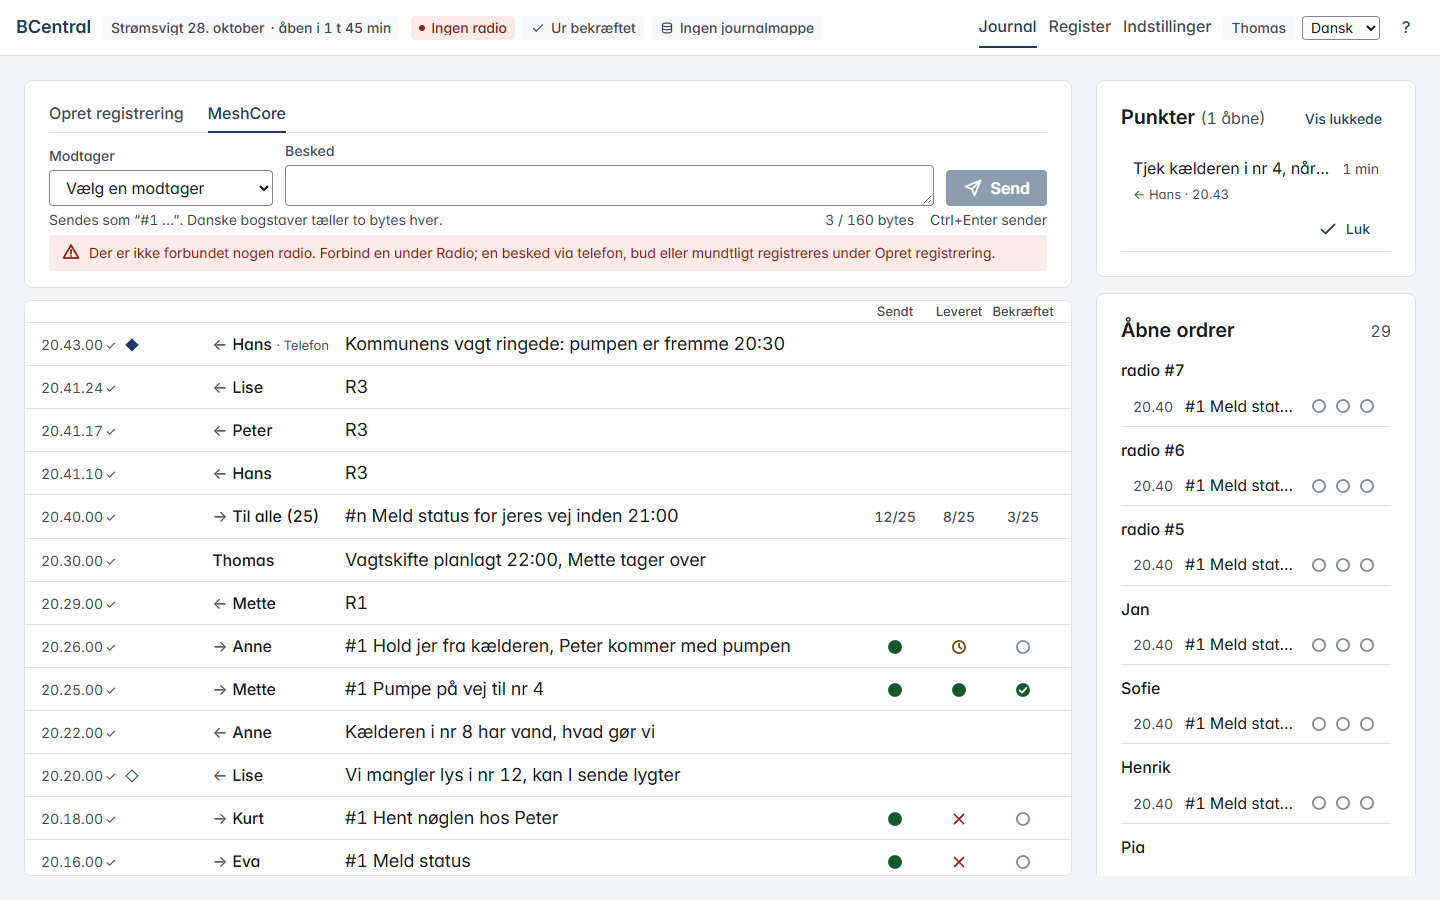 BCentral
Strømsvigt 28. oktober · åben i 1 t 45 min
Ingen radio
Ur bekræftet
Ingen journalmappe
Journal
Register
Indstillinger
Thomas
Dansk
?
Opret registrering
MeshCore
Modtager
Besked
Vælg en modtager
Send
Sendes som “#1 …”. Danske bogstaver tæller to bytes hver.
3 / 160 bytes
Ctrl+Enter sender
Der er ikke forbundet nogen radio. Forbind en under Radio; en besked via telefon, bud eller mundtligt registreres under Opret registrering.
Sendt Leveret Bekræftet
20.43.00 ← Hans · Telefon Kommunens vagt ringede: pumpen er fremme 20:30
20.41.24 ← Lise R3
20.41.17 ← Peter R3
20.41.10 ← Hans R3
20.40.00 → Til alle (25) #n Meld status for jeres vej inden 21:00 12/25 8/25 3/25
20.30.00 Thomas Vagtskifte planlagt 22:00, Mette tager over
20.29.00 ← Mette R1
20.26.00 → Anne #1 Hold jer fra kælderen, Peter kommer med pumpen
20.25.00 → Mette #1 Pumpe på vej til nr 4
20.22.00 ← Anne Kælderen i nr 8 har vand, hvad gør vi
20.20.00 ← Lise Vi mangler lys i nr 12, kan I sende lygter
20.18.00 → Kurt #1 Hent nøglen hos Peter
20.16.00 → Eva #1 Meld status
Punkter (1 åbne)
Vis lukkede
Tjek kælderen i nr 4, når... 1 min
← Hans · 20.43
Luk
Åbne ordrer 29
radio #7
20.40 #1 Meld stat...
radio #6
20.40 #1 Meld stat...
radio #5
20.40 #1 Meld stat...
Jan
20.40 #1 Meld stat...
Sofie
20.40 #1 Meld stat...
Henrik
20.40 #1 Meld stat...
Pia